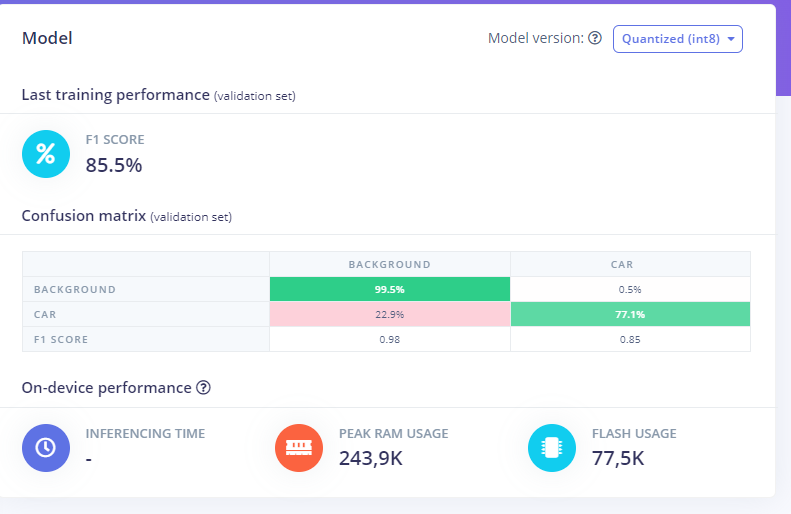 Model
Model version: ? Quantized (int8)
Last training performance (validation set)
%
F1 SCORE
85.5%
Confusion matrix (validation set)
BACKGROUND CAR
BACKGROUND 99.5% 0.5%
CAR 22.9% 77.1%
F1 SCORE 0.98 0.85
On-device performance ?
INFERENCING TIME
-
PEAK RAM USAGE
243,9K
FLASH USAGE
77,5K